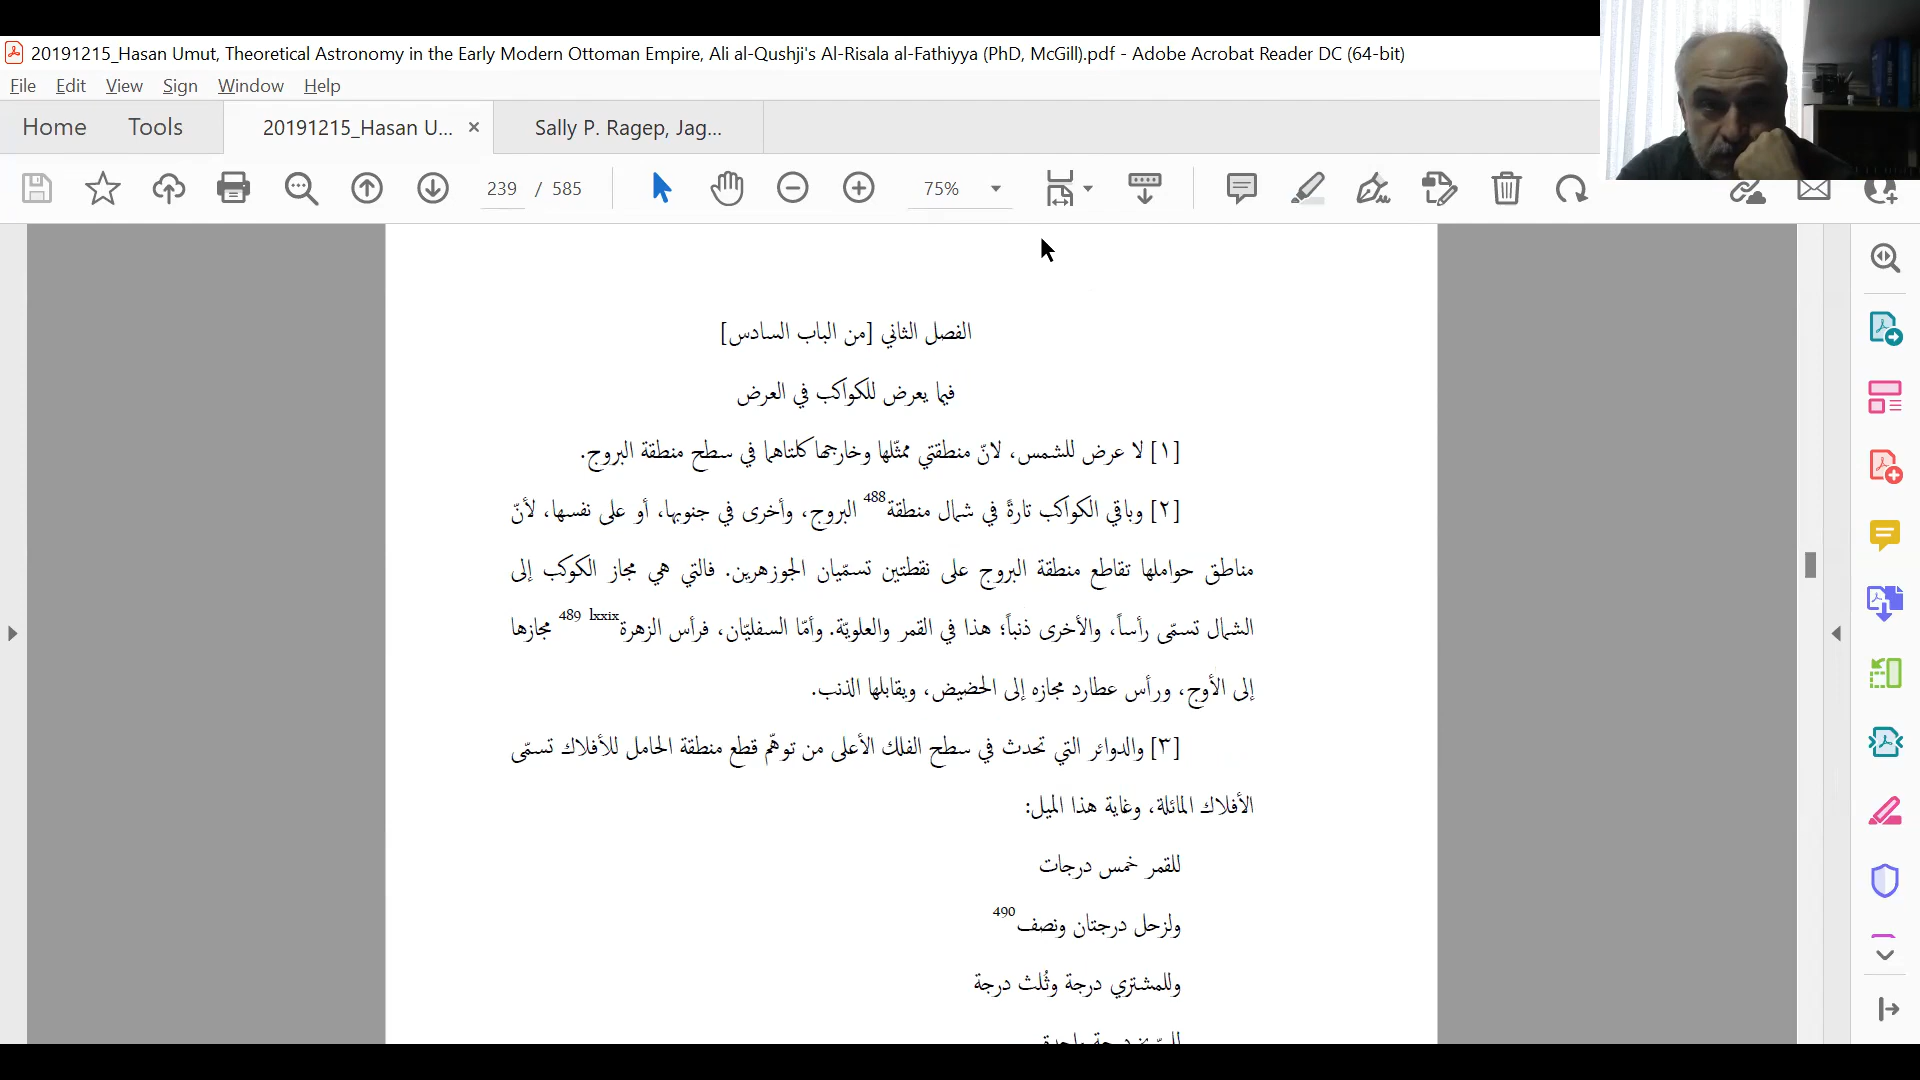 20191215_Hasan Umut, Theoretical Astronomy in the Early Modern Ottoman Empire, Ali al-Qushji's Al-Risala al-Fathiyya (PhD, McGill).pdf - Adobe Acrobat Reader DC (64-bit)
File Edit View Sign Window Help
Home Tools 20191215_Hasan U... × Sally P. Ragep, Jag...
239 / 585 75%
الفصل الثاني [من الباب السادس]
فيما يعرض للكواكب في العرض
[١] لا عرض للشمس، لانّ منطقتي ممثّلها وخارجها كلتاهما في سطح منطقة البروج.
[٢] وباقي الكواكب تارةً في شمال منطقة488 البروج، وأخرى في جنوبها، أو على نفسها، لأنّ
مناطق حواملها تقاطع منطقة البروج على نقطتين تسمّيان الجوزهرين. فالتي هي مجاز الكوكب إلى
الشمال تسمّى رأساً، والأخرى ذنباً؛ هذا في القمر والعلويّة. وأمّا السفليّان، فرأس الزهرة489 lxxix مجازها
إلى الأوج، ورأس عطارد مجازه إلى الحضيض، ويقابلها الذنب.
[٣] والدوائر التي تحدث في سطح الفلك الأعلى من توهّم قطع منطقة الحامل للأفلاك تسمّى
الأفلاك المائلة، وغاية هذا الميل:
للقمر خمس درجات
ولزحل درجتان ونصف490
وللمشتري درجة وثُلث درجة